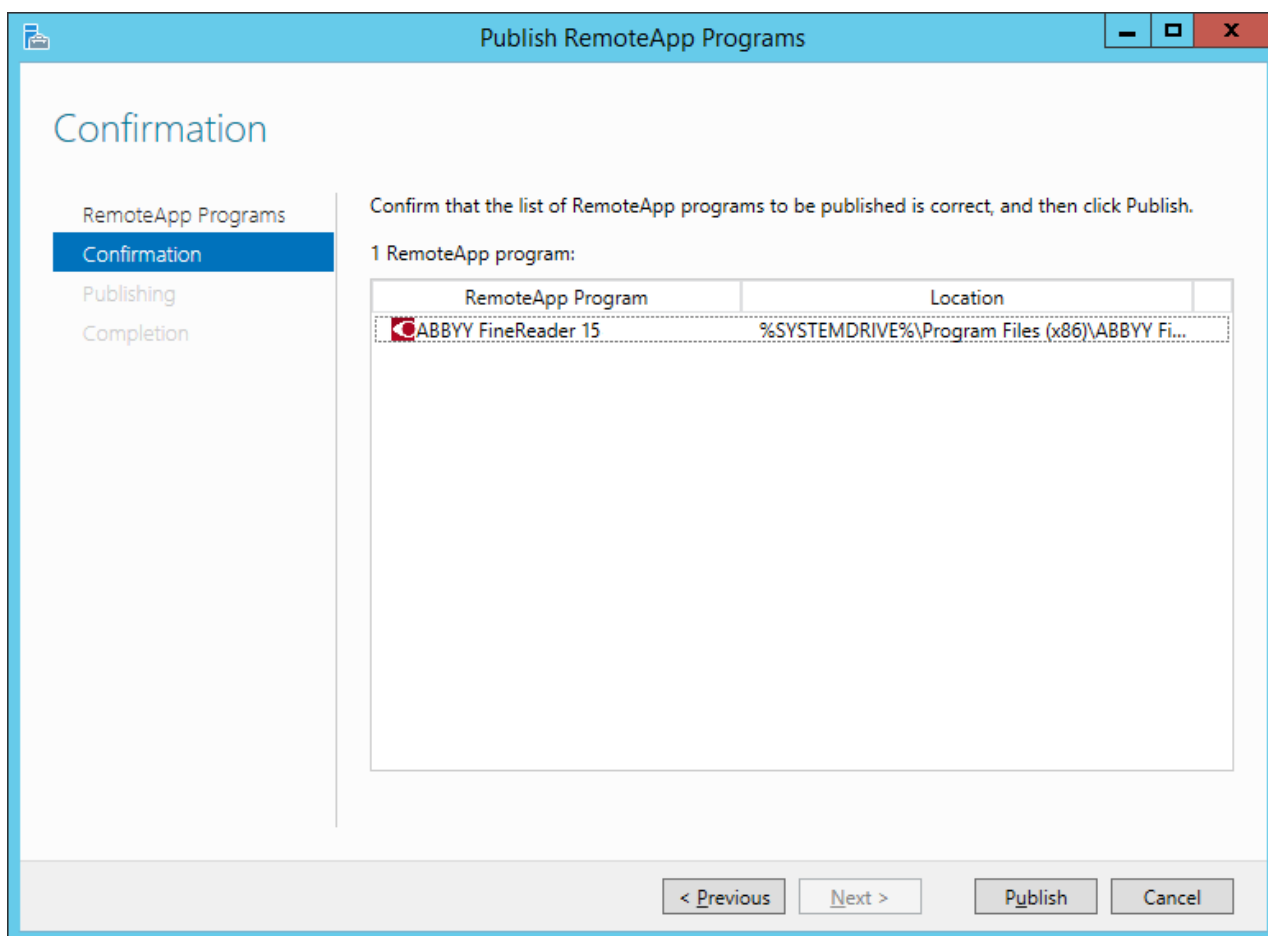 Publish RemoteApp Programs
Confirmation
RemoteApp Programs
Confirmation
Publishing
Completion
Confirm that the list of RemoteApp programs to be published is correct, and then click Publish.
1 RemoteApp program:
RemoteApp Program Location
ABBYY FineReader 15 %SYSTEMDRIVE%\Program Files (x86)\ABBYY Fi...
< Previous Next > Publish Cancel